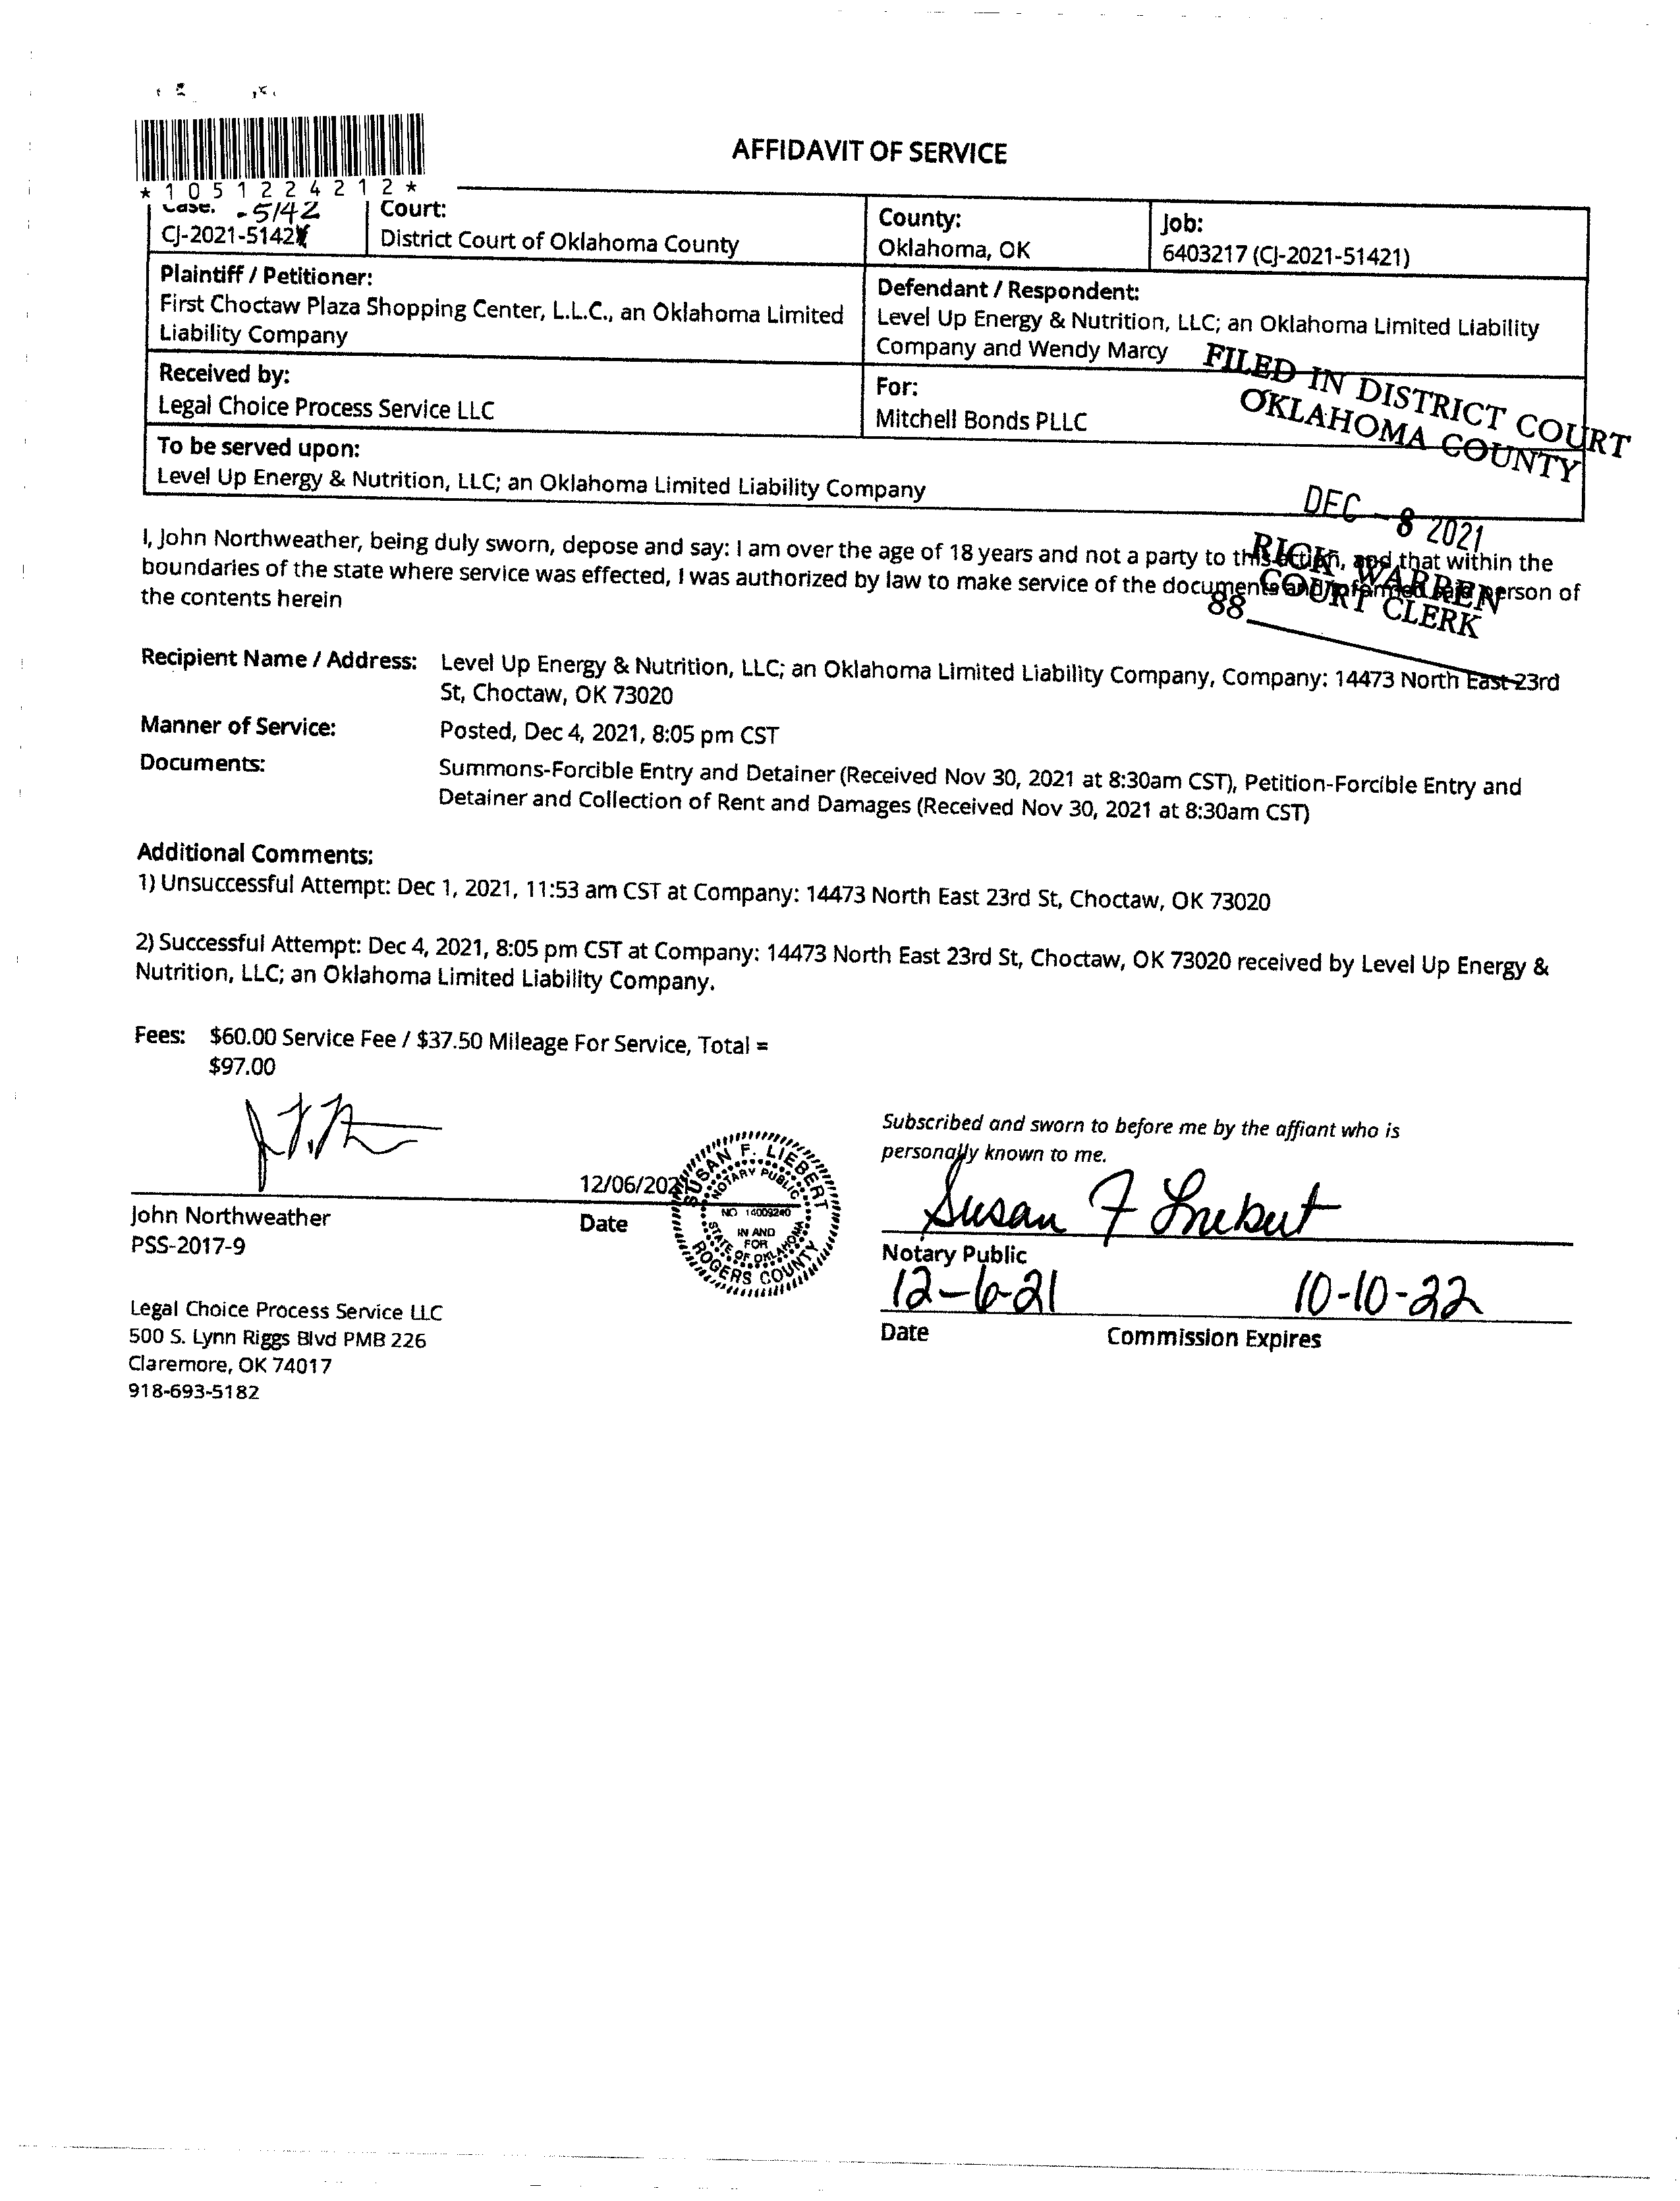 *1051224212*
AFFIDAVIT OF SERVICE
Case: -5142
CJ-2021-5142
Court:
District Court of Oklahoma County
County:
Oklahoma, OK
Job:
6403217 (CJ-2021-51421)
Plaintiff / Petitioner:
First Choctaw Plaza Shopping Center, L.L.C., an Oklahoma Limited
Liability Company
Defendant / Respondent:
Level Up Energy & Nutrition, LLC; an Oklahoma Limited Liability
Company and Wendy Marcy
Received by:
Legal Choice Process Service LLC
For:
Mitchell Bonds PLLC
To be served upon:
Level Up Energy & Nutrition, LLC; an Oklahoma Limited Liability Company
FILED IN DISTRICT COURT
OKLAHOMA COUNTY
DEC -8 2021
RICK WARREN
COURT CLERK
88
I, John Northweather, being duly sworn, depose and say: I am over the age of 18 years and not a party to this action, and that within the
boundaries of the state where service was effected, I was authorized by law to make service of the documents and informed said person of
the contents herein
Recipient Name / Address: Level Up Energy & Nutrition, LLC; an Oklahoma Limited Liability Company, Company: 14473 North East 23rd
St, Choctaw, OK 73020
Manner of Service: Posted, Dec 4, 2021, 8:05 pm CST
Documents: Summons-Forcible Entry and Detainer (Received Nov 30, 2021 at 8:30am CST), Petition-Forcible Entry and
Detainer and Collection of Rent and Damages (Received Nov 30, 2021 at 8:30am CST)
Additional Comments:
1) Unsuccessful Attempt: Dec 1, 2021, 11:53 am CST at Company: 14473 North East 23rd St, Choctaw, OK 73020
2) Successful Attempt: Dec 4, 2021, 8:05 pm CST at Company: 14473 North East 23rd St, Choctaw, OK 73020 received by Level Up Energy &
Nutrition, LLC; an Oklahoma Limited Liability Company.
Fees: $60.00 Service Fee / $37.50 Mileage For Service, Total =
$97.00
12/06/202
John Northweather
Date
PSS-2017-9
Legal Choice Process Service LLC
500 S. Lynn Riggs Blvd PMB 226
Claremore, OK 74017
918-693-5182
SUSAN F. LIEBERT
NOTARY PUBLIC
NO 14009240
IN AND
FOR
STATE OF OKLAHOMA
ROGERS COUNTY
Subscribed and sworn to before me by the affiant who is
personally known to me.
Susan F Liebert
Notary Public
12-6-21 10-10-22
Date Commission Expires